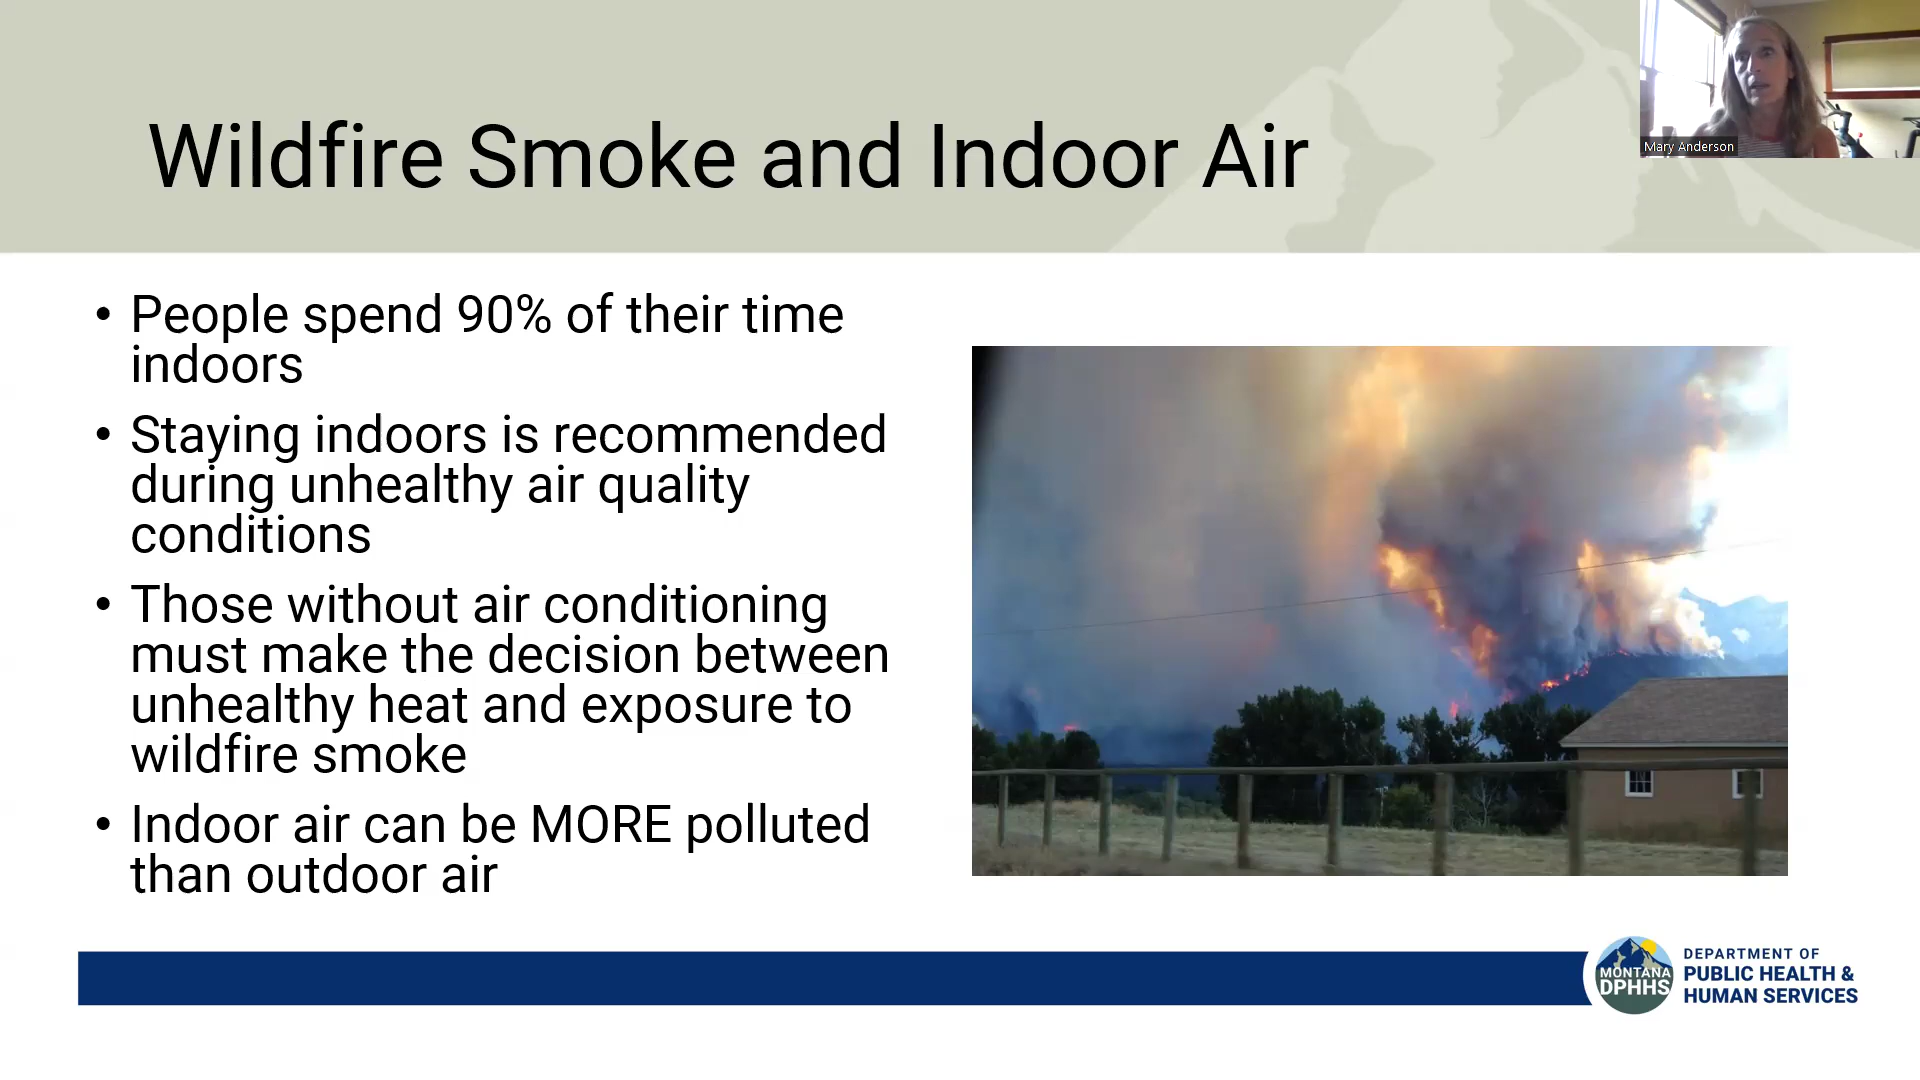 Wildfire Smoke and Indoor Air
Mary Anderson
• People spend 90% of their time
indoors
• Staying indoors is recommended
during unhealthy air quality
conditions
• Those without air conditioning
must make the decision between
unhealthy heat and exposure to
wildfire smoke
• Indoor air can be MORE polluted
than outdoor air
MONTANA
DPHHS
DEPARTMENT OF
PUBLIC HEALTH &
HUMAN SERVICES